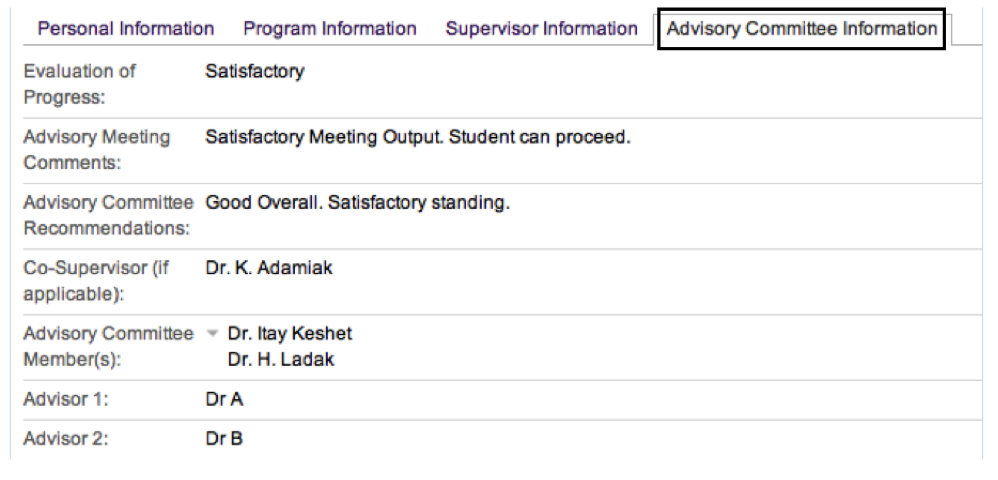 Personal Information Program Information Supervisor Information Advisory Committee Information
Evaluation of Satisfactory
Progress:
Advisory Meeting Satisfactory Meeting Output. Student can proceed.
Comments:
Advisory Committee Good Overall. Satisfactory standing.
Recommendations:
Co-Supervisor (if Dr. K. Adamiak
applicable):
Advisory Committee Dr. Itay Keshet
Member(s): Dr. H. Ladak
Advisor 1: Dr A
Advisor 2: Dr B